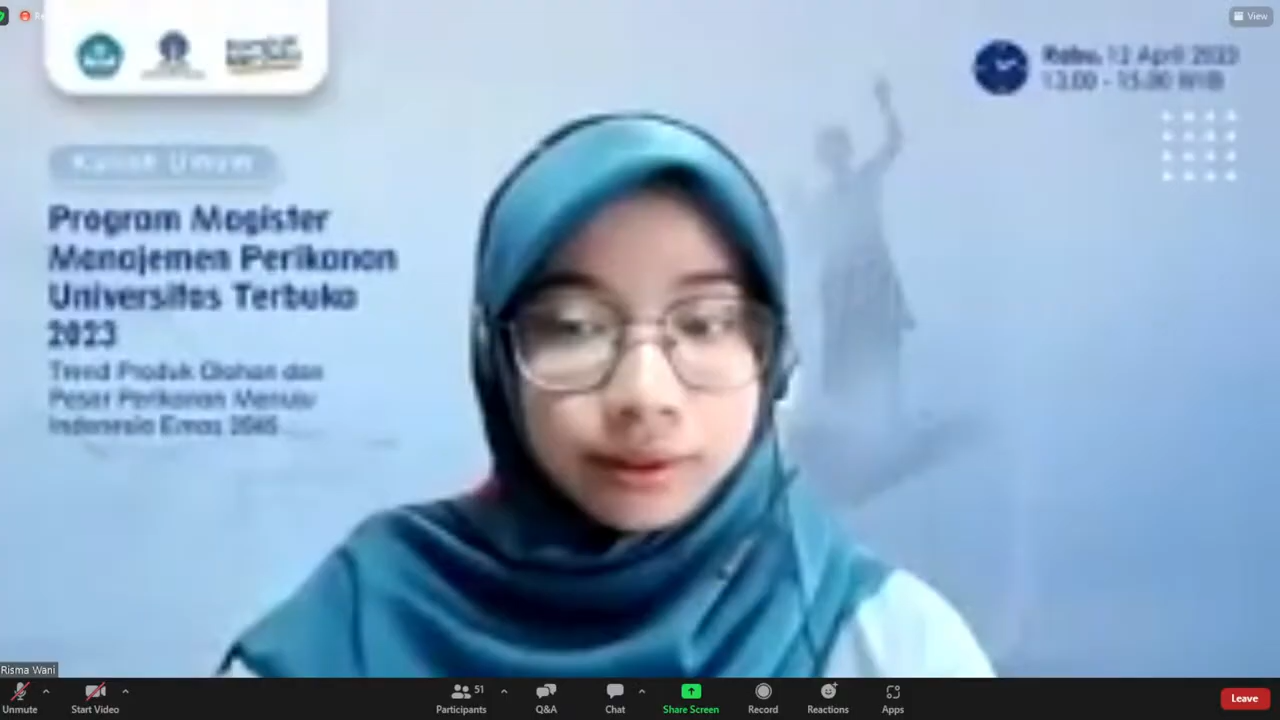 View
Rabu, 12 April 2023
13.00 - 15.00 WIB
Kuliah Umum
Program Magister
Manajemen Perikanan
Universitas Terbuka
2023
Trend Produk Olahan dan
Pasar Perikanan Menuju
Indonesia Emas 2045
Risma Wani
Unmute
Start Video
Participants
51
Q&A
Chat
Share Screen
Record
Reactions
Apps
Leave